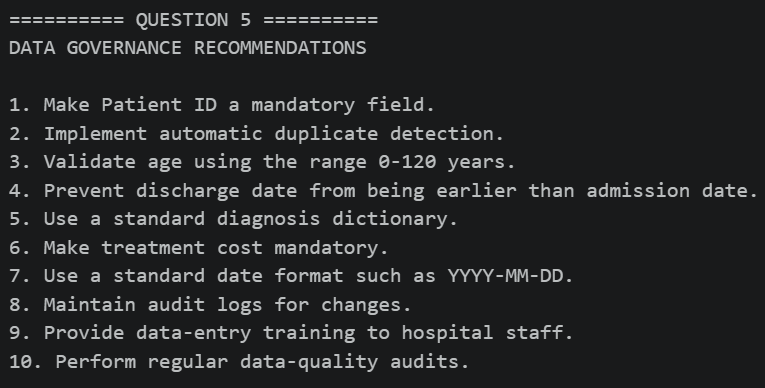 ========== QUESTION 5 ==========
DATA GOVERNANCE RECOMMENDATIONS
1. Make Patient ID a mandatory field.
2. Implement automatic duplicate detection.
3. Validate age using the range 0-120 years.
4. Prevent discharge date from being earlier than admission date.
5. Use a standard diagnosis dictionary.
6. Make treatment cost mandatory.
7. Use a standard date format such as YYYY-MM-DD.
8. Maintain audit logs for changes.
9. Provide data-entry training to hospital staff.
10. Perform regular data-quality audits.